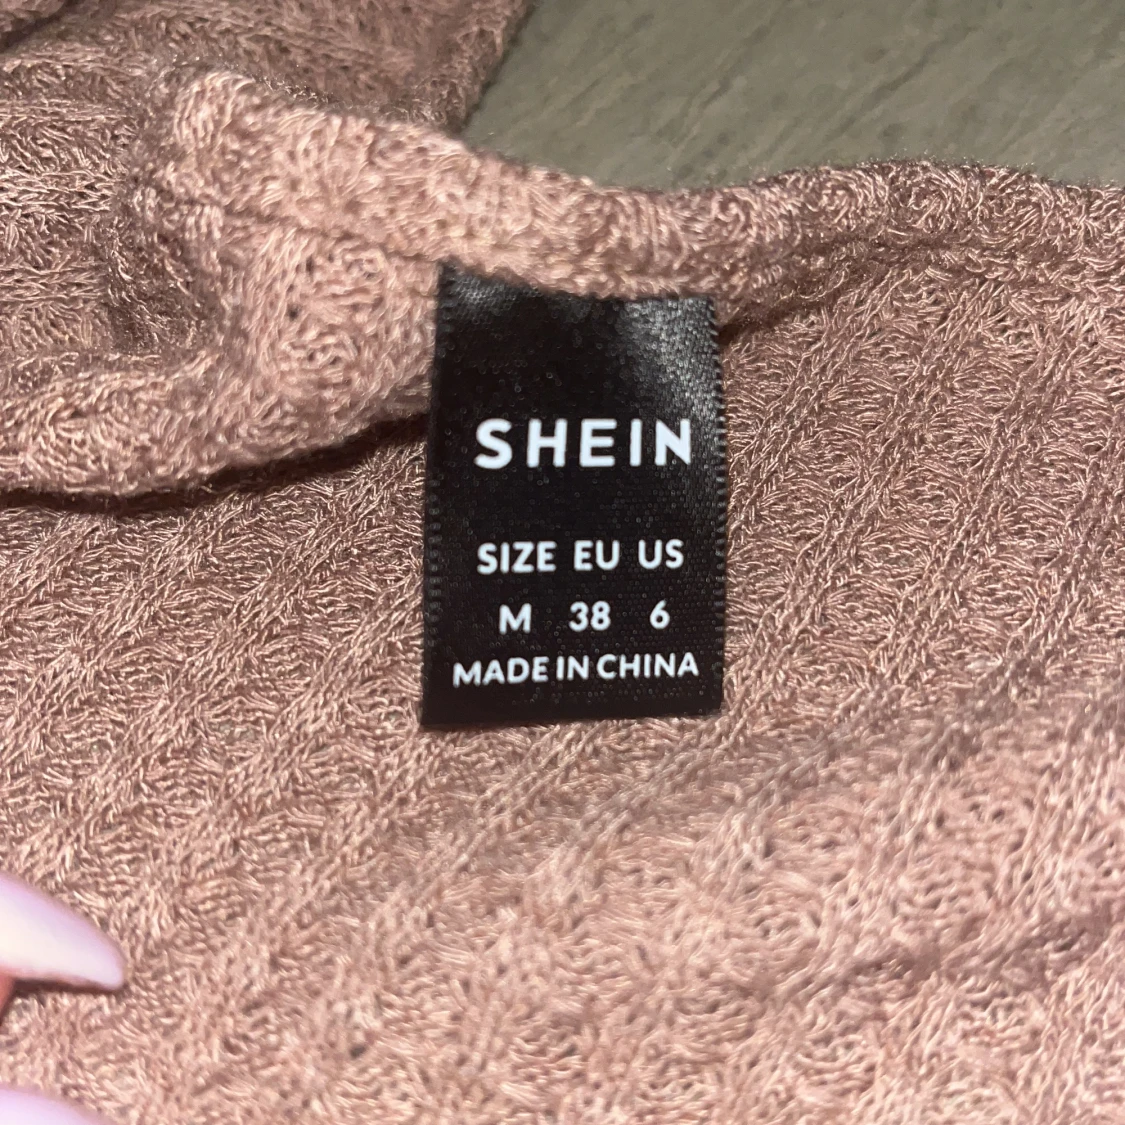 SHEIN
SIZE EU US
M 38 6
MADE IN CHINA